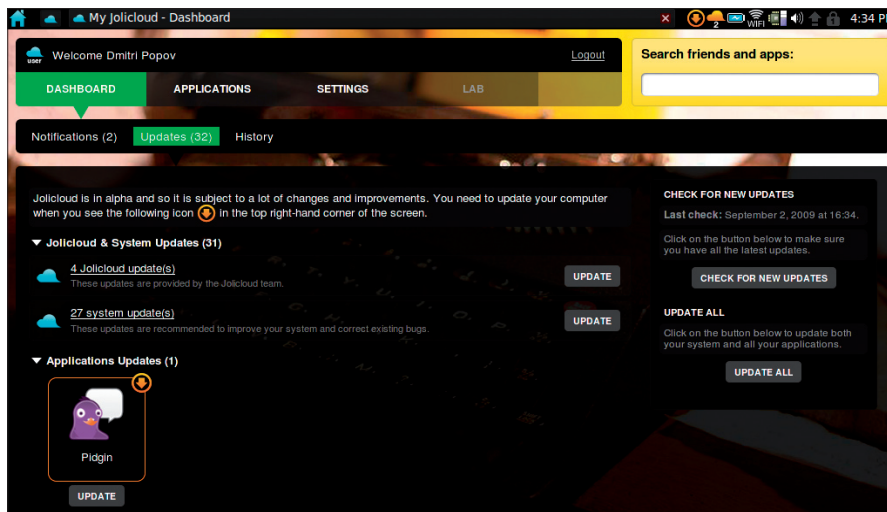 My Jolicloud - Dashboard
2
WIFI
4:34 P
user
Welcome Dmitri Popov
Logout
Search friends and apps:
DASHBOARD
APPLICATIONS
SETTINGS
LAB
Notifications (2)
Updates (32)
History
Jolicloud is in alpha and so it is subject to a lot of changes and improvements. You need to update your computer
when you see the following icon in the top right-hand corner of the screen.
Jolicloud & System Updates (31)
4 Jolicloud update(s)
These updates are provided by the Jolicloud team.
UPDATE
27 system update(s)
These updates are recommended to improve your system and correct existing bugs.
UPDATE
Applications Updates (1)
Pidgin
UPDATE
CHECK FOR NEW UPDATES
Last check: September 2, 2009 at 16:34.
Click on the button below to make sure
you have all the latest updates.
CHECK FOR NEW UPDATES
UPDATE ALL
Click on the button below to update both
your system and all your applications.
UPDATE ALL